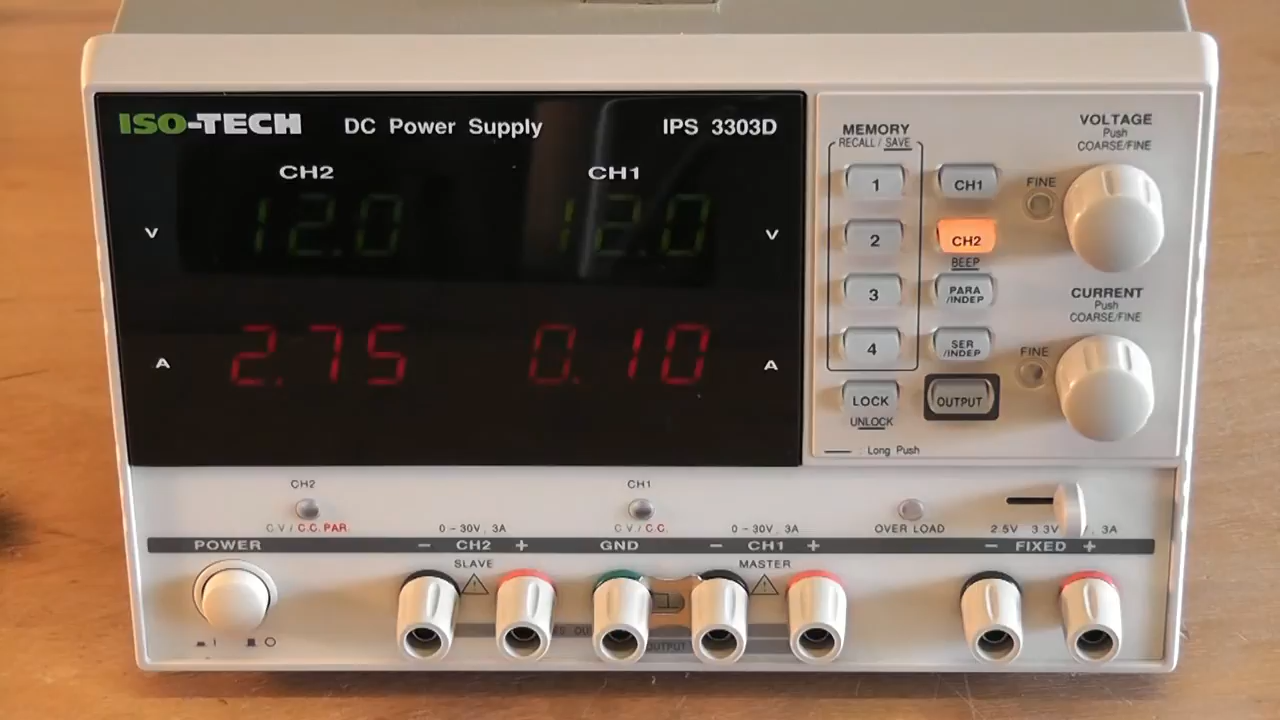 ISO-TECH DC Power Supply IPS 3303D
CH2 CH1
V 12.0 12.0 V
A 2.75 0.10 A
MEMORY
RECALL / SAVE
1
2
3
4
LOCK
UNLOCK
CH1
CH2
BEEP
PARA
/INDEP
SER
/INDEP
OUTPUT
: Long Push
VOLTAGE
Push
COARSE/FINE
FINE
CURRENT
Push
COARSE/FINE
FINE
CH2 CH1
C.V / C.C. PAR. 0 ~ 30V , 3A C.V / C.C. 0 ~ 30V , 3A OVER LOAD 2.5V 3.3V , 3A
POWER − CH2 + GND − CH1 + − FIXED +
SLAVE MASTER
I O
OUTPUT